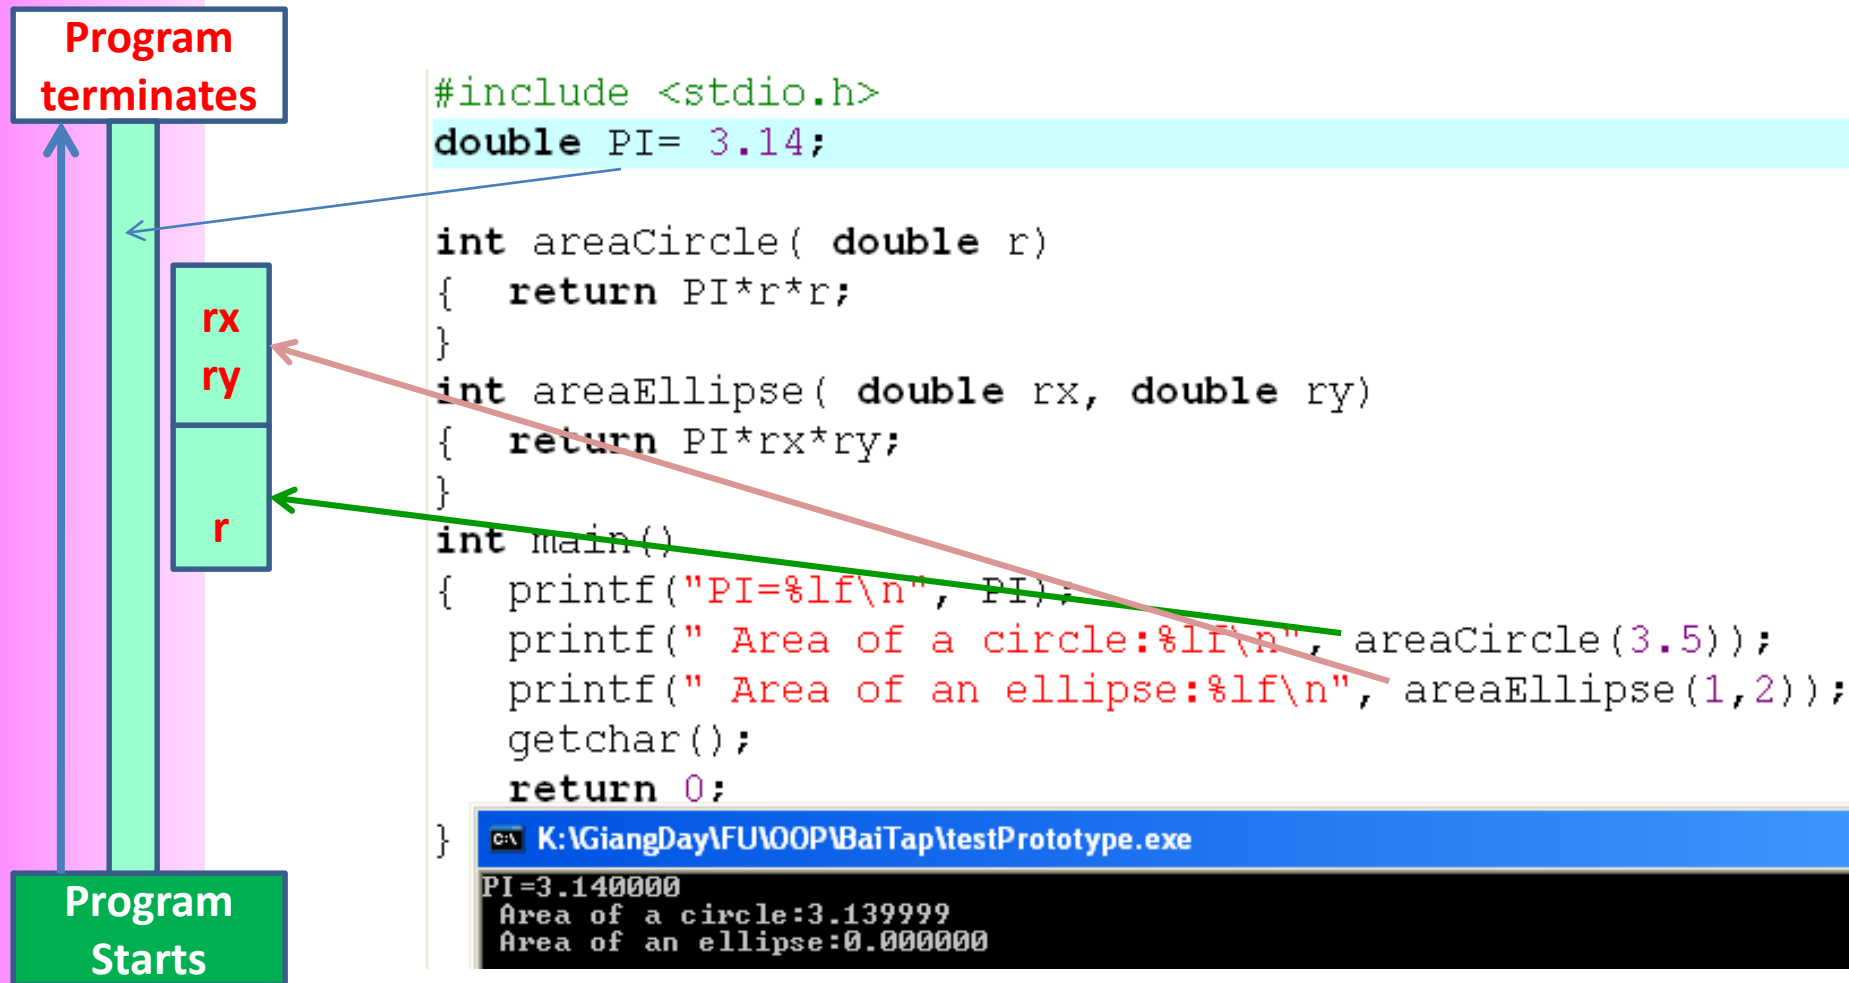 Program
terminates
rx
ry
r
Program
Starts
#include <stdio.h>
double PI= 3.14;
int areaCircle( double r)
{  return PI*r*r;
}
int areaEllipse( double rx, double ry)
{  return PI*rx*ry;
}
int main()
{  printf("PI=%lf\n", PI);
   printf(" Area of a circle:%lf\n", areaCircle(3.5));
   printf(" Area of an ellipse:%lf\n", areaEllipse(1,2));
   getchar();
   return 0;
}
K:\GiangDay\FU\OOP\BaiTap\testPrototype.exe
PI=3.140000
 Area of a circle:3.139999
 Area of an ellipse:0.000000